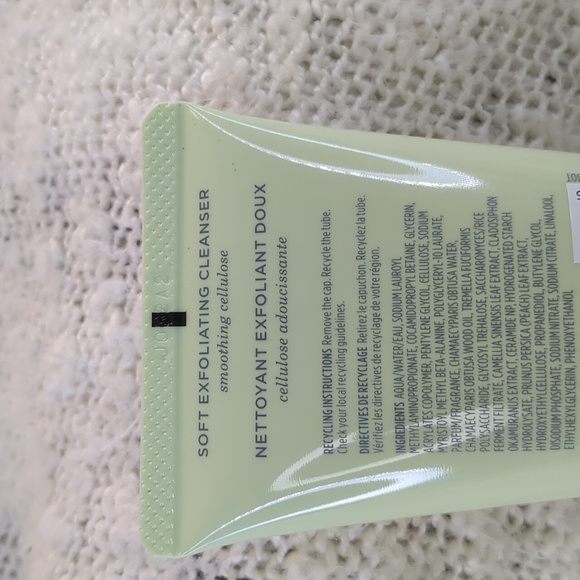 SOFT EXFOLIATING CLEANSER
smoothing cellulose
NETTOYANT EXFOLIANT DOUX
cellulose adoucissante
RECYCLING INSTRUCTIONS Remove the cap. Recycle the tube.
Check your local recycling guidelines.
DIRECTIVES DE RECYCLAGE Retirez le capuchon. Recyclez la tube.
Vérifiez les directives de recyclage de votre région.
INGREDIENTS AQUA/WATER/EAU, SODIUM LAUROYL
METHYLAMINOPROPIONATE, COCAMIDOPROPYL BETAINE, GLYCERIN,
ACRYLATES COPOLYMER, PENTYLENE GLYCOL, CELLULOSE, SODIUM
MYRISTOYL METHYL BETA-ALANINE, POLYGLYCERYL-10 LAURATE,
PARFUM/FRAGRANCE, CHAMAECYPARIS OBTUSA WATER,
CHAMAECYPARIS OBTUSA WOOD OIL, TREMELLA FUCIFORMIS
POLYSACCHARIDE, GLYCOSYL TREHALOSE, SACCHAROMYCES/RICE
FERMENT FILTRATE, CAMELLIA SINENSIS LEAF EXTRACT, CLADOSIPHON
OKAMURANUS EXTRACT, CERAMIDE NP, HYDROGENATED STARCH
HYDROLYSATE, PRUNUS PERSICA (PEACH) LEAF EXTRACT,
HYDROXYETHYLCELLULOSE, PROPANEDIOL, BUTYLENE GLYCOL,
DISODIUM PHOSPHATE, SODIUM NITRATE, SODIUM CITRATE, LINALOOL,
ETHYLHEXYLGLYCERIN, PHENOXYETHANOL